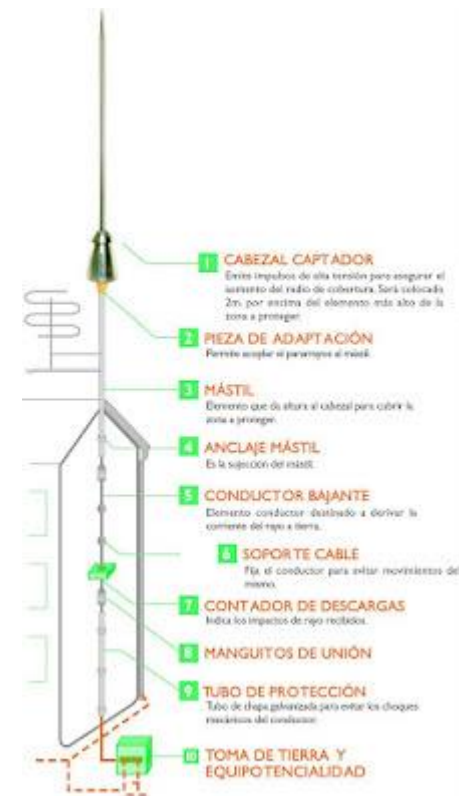 1 CABEZAL CAPTADOR
Emite impulsos de alta tensión para asegurar el
aumento del radio de cobertura. Será colocado
2m. por encima del elemento más alto de la
zona a proteger.
2 PIEZA DE ADAPTACIÓN
Permite acoplar el pararrayos al mástil.
3 MÁSTIL
Elemento que da altura al cabezal para cubrir la
zona a proteger.
4 ANCLAJE MÁSTIL
Es la sujeción del mástil.
5 CONDUCTOR BAJANTE
Elemento conductor destinado a derivar la
corriente del rayo a tierra.
6 SOPORTE CABLE
Fija el conductor para evitar movimientos del
mismo.
7 CONTADOR DE DESCARGAS
Indica los impactos de rayo recibidos.
8 MANGUITOS DE UNIÓN
9 TUBO DE PROTECCIÓN
Tubo de chapa galvanizada para evitar los choques
mecánicos del conductor.
10 TOMA DE TIERRA Y
EQUIPOTENCIALIDAD